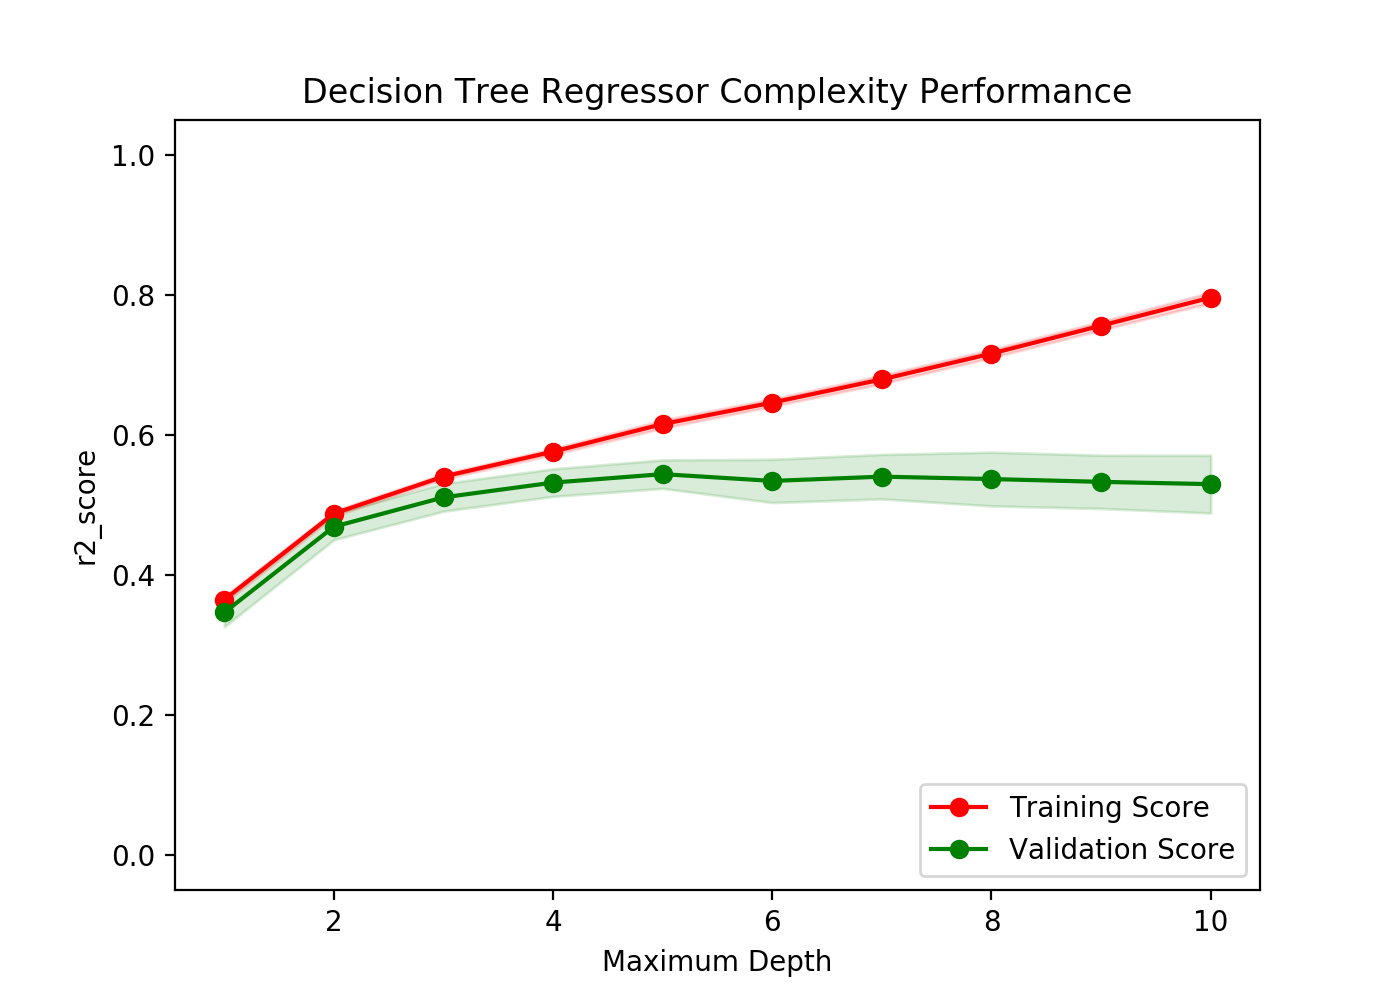 Decision Tree Regressor Complexity Performance
1.0
0.8
0.6
0.4
0.2
0.0
r2_score
2 4 6 8 10
Maximum Depth
Training Score
Validation Score